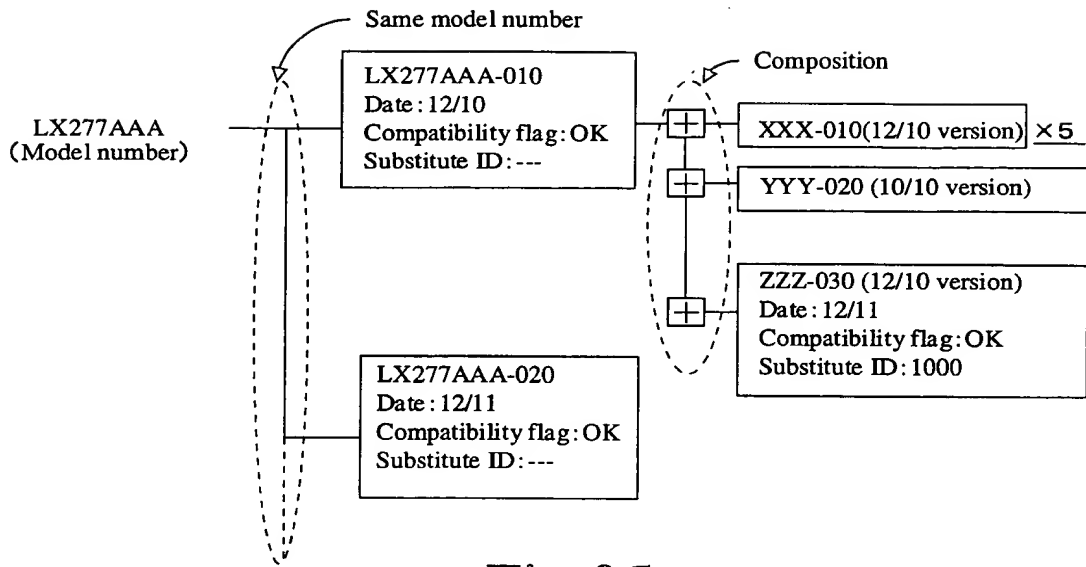 Same model number
LX277AAA
(Model number)
LX277AAA-010
Date : 12/10
Compatibility flag : OK
Substitute ID : ---
Composition
XXX-010(12/10 version)
×5
YYY-020 (10/10 version)
ZZZ-030 (12/10 version)
Date : 12/11
Compatibility flag : OK
Substitute ID : 1000
LX277AAA-020
Date : 12/11
Compatibility flag : OK
Substitute ID : ---